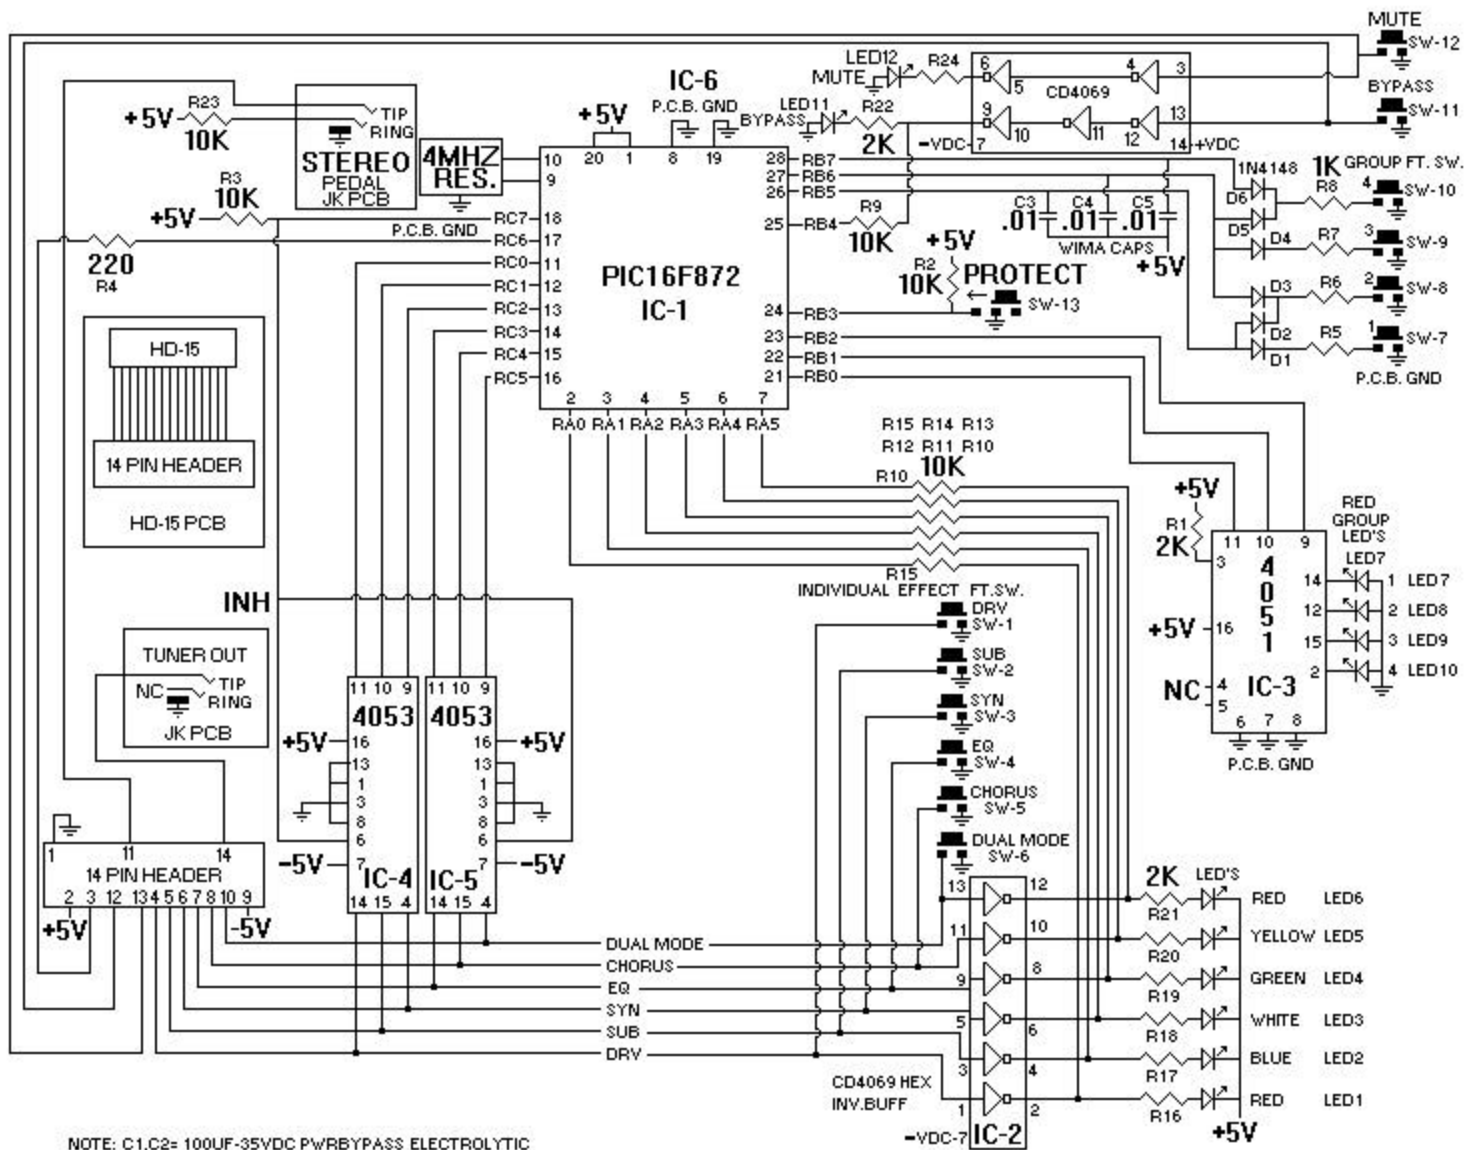 MUTE
SW-12
LED12
R24
MUTE
6
5
4
3
CD4069
BYPASS
SW-11
LED11
BYPASS
R22
2K
9
10
11
12
13
-VDC-7
14-+VDC
IC-6
P.C.B. GND
+5V
R23
+5V
10K
TIP
RING
STEREO
PEDAL
JK PCB
4MHZ
RES.
10
9
20
1
8
19
28
RB7
27
RB6
26
RB5
25
RB4
R9
10K
C3
.01
C4
.01
C5
.01
WIMA CAPS
+5V
1N4148
D6
D5
D4
D3
D2
D1
1K
GROUP FT. SW.
R8
4
SW-10
R7
3
SW-9
R6
2
SW-8
R5
1
SW-7
P.C.B. GND
R3
10K
+5V
P.C.B. GND
220
R4
RC7
18
RC6
17
RC0
11
RC1
12
RC2
13
RC3
14
RC4
15
RC5
16
PIC16F872
IC-1
+5V
R2
10K
PROTECT
SW-13
24
RB3
23
RB2
22
RB1
21
RB0
2
3
4
5
6
7
RA0
RA1
RA2
RA3
RA4
RA5
HD-15
14 PIN HEADER
HD-15 PCB
R15 R14 R13
R12 R11 R10
10K
R10
R15
+5V
R1
2K
3
11
10
9
4
0
5
1
IC-3
+5V
16
NC
4
5
6
7
8
P.C.B. GND
RED
GROUP
LED'S
LED7
14
1 LED7
12
2 LED8
15
3 LED9
2
4 LED10
INH
INDIVIDUAL EFFECT FT.SW.
DRV
SW-1
SUB
SW-2
SYN
SW-3
EQ
SW-4
CHORUS
SW-5
DUAL MODE
SW-6
TUNER OUT
TIP
NC
RING
JK PCB
11 10 9
4053
+5V
16
13
1
3
8
6
-5V
7
IC-4
14 15 4
11 10 9
4053
16
+5V
13
1
3
8
6
7
-5V
IC-5
14 15 4
1
11
14
14 PIN HEADER
2 3 12 13 4 5 6 7 8 10 9
+5V
-5V
DUAL MODE
CHORUS
EQ
SYN
SUB
DRV
13
12
11
10
9
8
5
6
3
4
1
2
CD4069 HEX
INV.BUFF
-VDC-7
IC-2
2K
LED'S
R21
RED LED6
R20
YELLOW LED5
R19
GREEN LED4
R18
WHITE LED3
R17
BLUE LED2
R16
RED LED1
+5V
NOTE: C1,C2= 100UF-35VDC PWRBYPASS ELECTROLYTIC